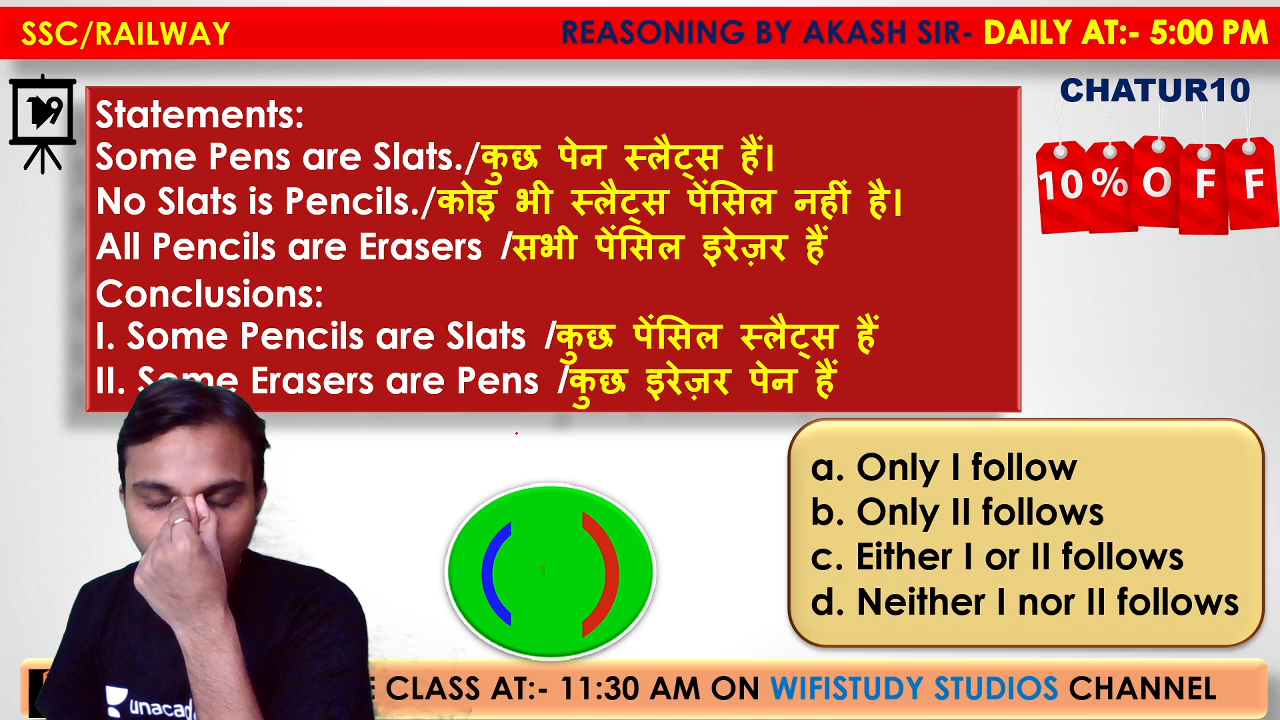 SSC/RAILWAY
REASONING BY AKASH SIR- DAILY AT:- 5:00 PM
19
CHATUR10
10 % O F F
Statements:
Some Pens are Slats./कुछ पेन स्लैट्स हैं।
No Slats is Pencils./कोइ भी स्लैट्स पेंसिल नहीं है।
All Pencils are Erasers /सभी पेंसिल इरेज़र हैं
Conclusions:
I. Some Pencils are Slats /कुछ पेंसिल स्लैट्स हैं
II. Some Erasers are Pens /कुछ इरेज़र पेन हैं
a. Only I follow
b. Only II follows
c. Either I or II follows
d. Neither I nor II follows
CLASS AT:- 11:30 AM ON WIFISTUDY STUDIOS CHANNEL